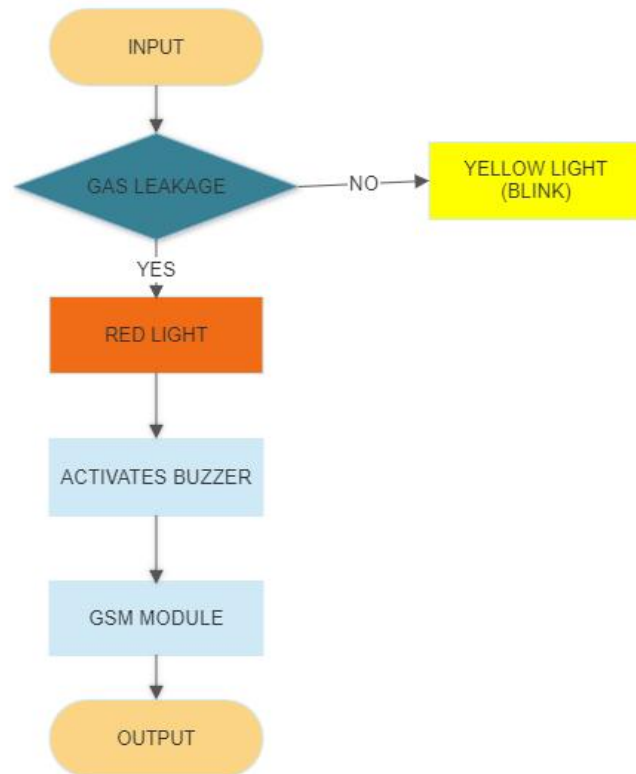 INPUT
GAS LEAKAGE
NO
YELLOW LIGHT
(BLINK)
YES
RED LIGHT
ACTIVATES BUZZER
GSM MODULE
OUTPUT